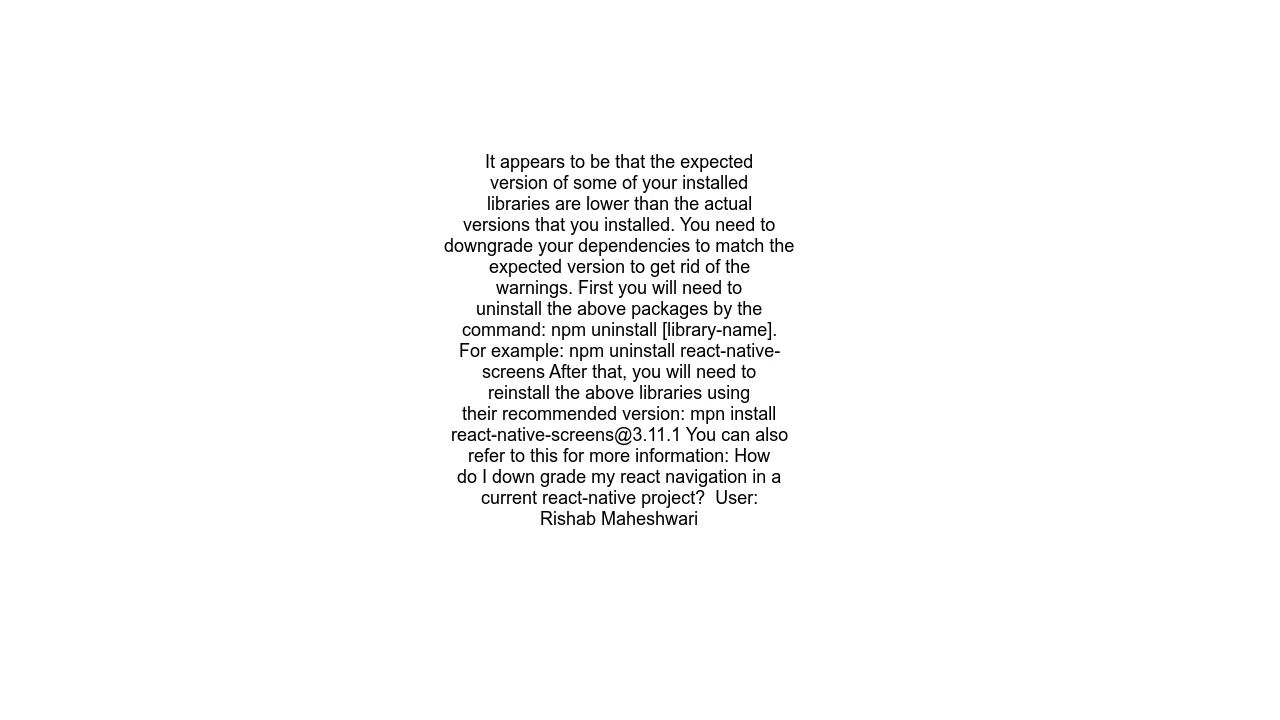 It appears to be that the expected
version of some of your installed
libraries are lower than the actual
versions that you installed. You need to
downgrade your dependencies to match the
expected version to get rid of the
warnings. First you will need to
uninstall the above packages by the
command: npm uninstall [library-name].
For example: npm uninstall react-native-
screens After that, you will need to
reinstall the above libraries using
their recommended version: mpn install
react-native-screens@3.11.1 You can also
refer to this for more information: How
do I down grade my react navigation in a
current react-native project?  User:
Rishab Maheshwari